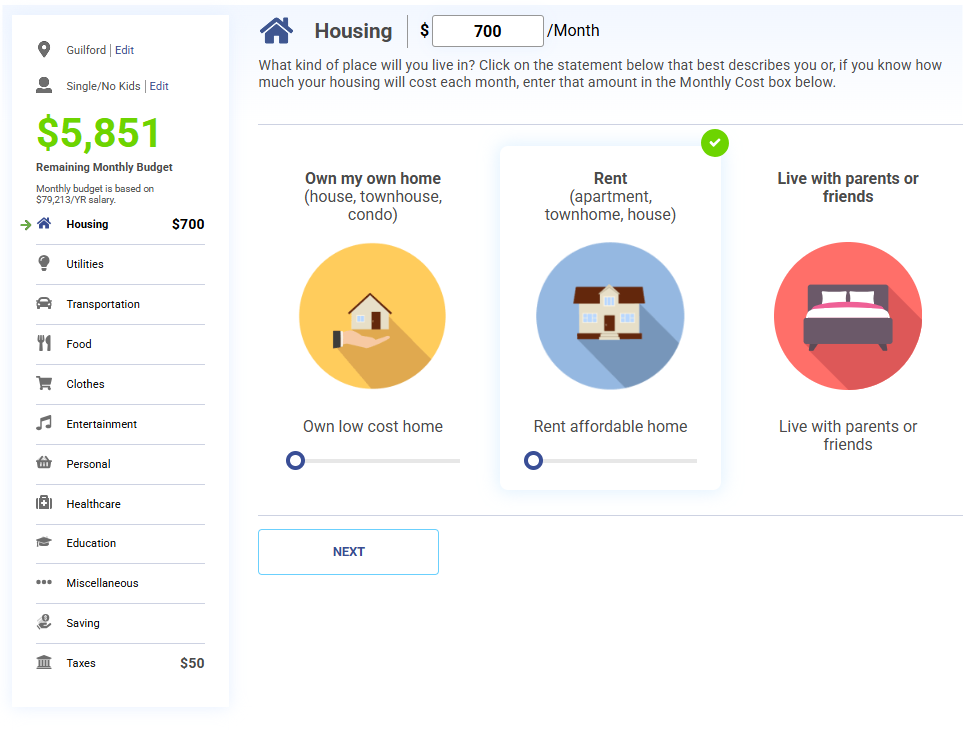 Guilford | Edit
Single/No Kids | Edit
$5,851
Remaining Monthly Budget
Monthly budget is based on
$79,213/YR salary.
Housing $700
Utilities
Transportation
Food
Clothes
Entertainment
Personal
Healthcare
Education
Miscellaneous
Saving
Taxes $50
Housing $ 700 /Month
What kind of place will you live in? Click on the statement below that best describes you or, if you know how
much your housing will cost each month, enter that amount in the Monthly Cost box below.
Own my own home
(house, townhouse,
condo)
Own low cost home
Rent
(apartment,
townhome, house)
Rent affordable home
Live with parents or
friends
Live with parents or
friends
NEXT